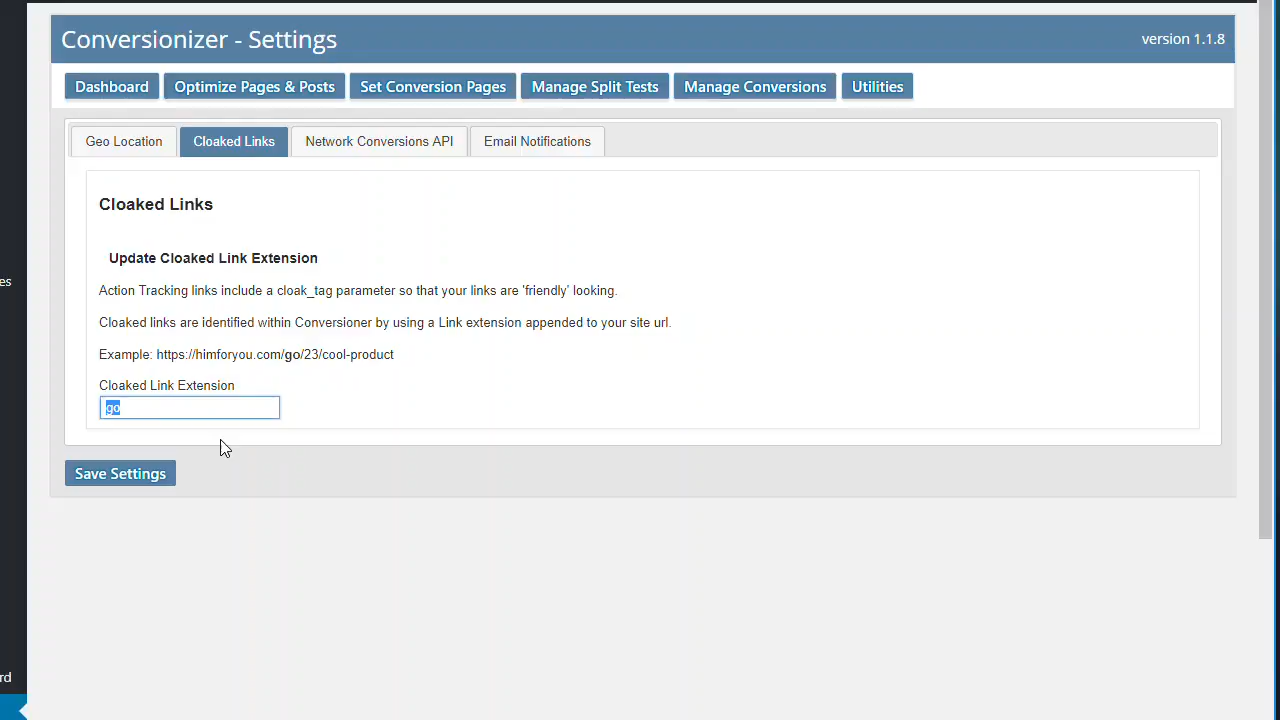 Conversionizer - Settings
version 1.1.8
Dashboard
Optimize Pages & Posts
Set Conversion Pages
Manage Split Tests
Manage Conversions
Utilities
Geo Location
Cloaked Links
Network Conversions API
Email Notifications
Cloaked Links
Update Cloaked Link Extension
es
Action Tracking links include a cloak_tag parameter so that your links are 'friendly' looking.
Cloaked links are identified within Conversioner by using a Link extension appended to your site url.
Example: https://himforyou.com/go/23/cool-product
Cloaked Link Extension
go
Save Settings
rd